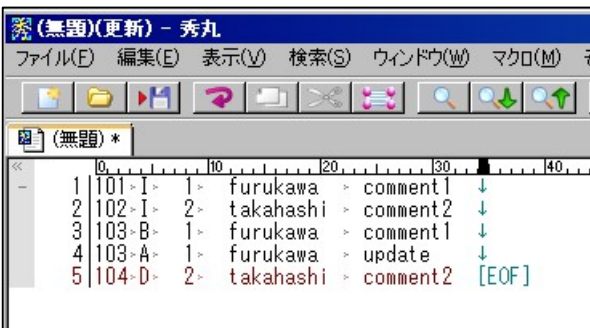 (無題)(更新) - 秀丸
ファイル(F) 編集(E) 表示(V) 検索(S) ウィンドウ(W) マクロ(M)
(無題) *
0 10 20 30 40
1 101 I 1 furukawa comment1 ↓
2 102 I 2 takahashi comment2 ↓
3 103 B 1 furukawa comment1 ↓
4 103 A 1 furukawa update ↓
5 104 D 2 takahashi comment2 [EOF]